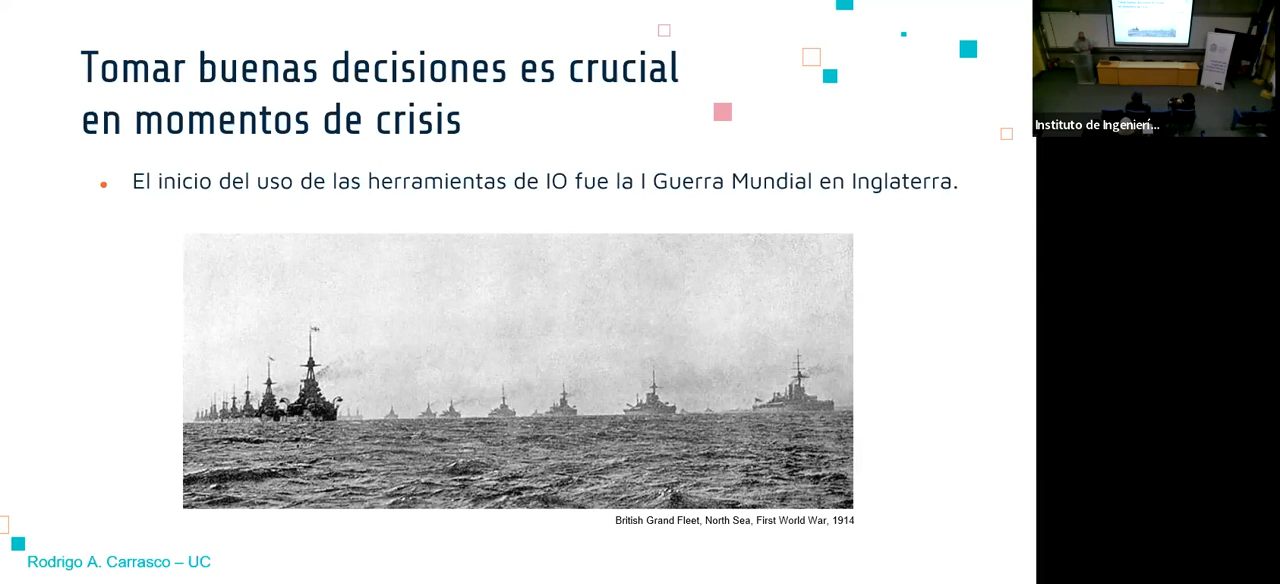 Tomar buenas decisiones es crucial
en momentos de crisis
El inicio del uso de las herramientas de IO fue la I Guerra Mundial en Inglaterra.
British Grand Fleet, North Sea, First World War, 1914
Rodrigo A. Carrasco – UC
Instituto de Ingenierí...